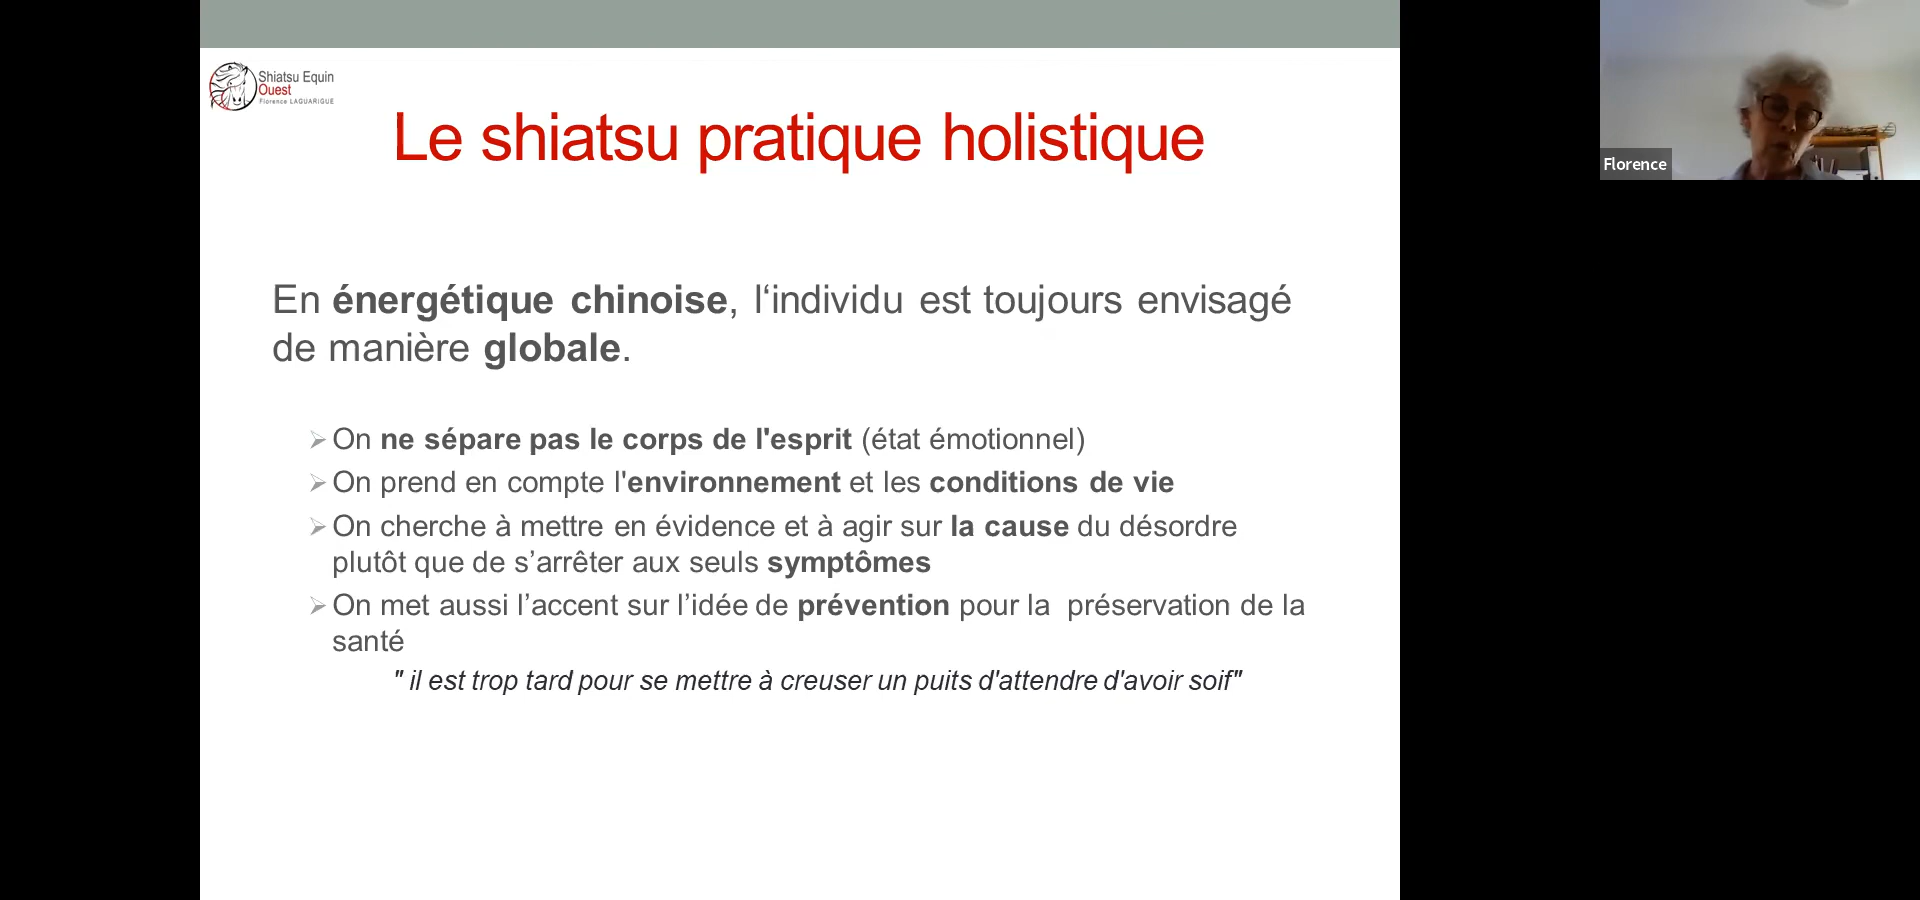 Shiatsu Equin
Ouest
Florence LAGUARIGUE
Le shiatsu pratique holistique
En énergétique chinoise, l‘individu est toujours envisagé
de manière globale.
➢ On ne sépare pas le corps de l'esprit (état émotionnel)
➢ On prend en compte l'environnement et les conditions de vie
➢ On cherche à mettre en évidence et à agir sur la cause du désordre
plutôt que de s’arrêter aux seuls symptômes
➢ On met aussi l’accent sur l’idée de prévention pour la  préservation de la
santé
" il est trop tard pour se mettre à creuser un puits d'attendre d'avoir soif"
Florence